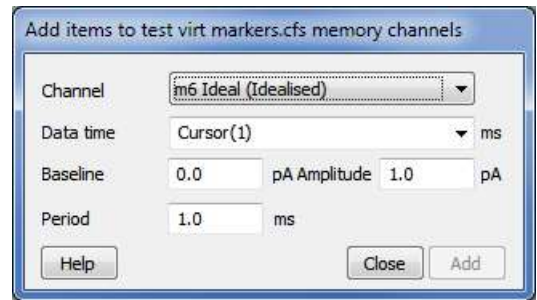 Add items to test virt markers.cfs memory channels
Channel m6 Ideal (Idealised)
Data time Cursor(1) ms
Baseline 0.0 pA Amplitude 1.0 pA
Period 1.0 ms
Help Close Add